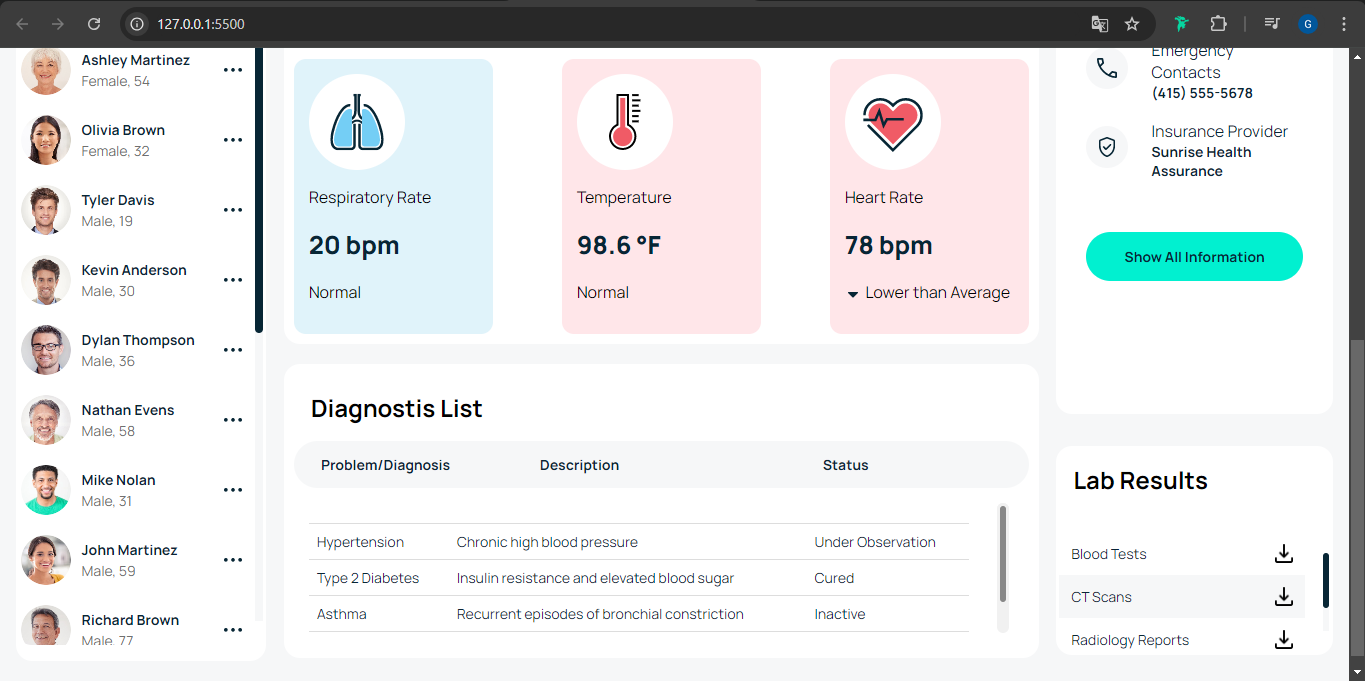 127.0.0.1:5500
G
Ashley Martinez
Female, 54
Olivia Brown
Female, 32
Tyler Davis
Male, 19
Kevin Anderson
Male, 30
Dylan Thompson
Male, 36
Nathan Evens
Male, 58
Mike Nolan
Male, 31
John Martinez
Male, 59
Richard Brown
Male, 77
Respiratory Rate
20 bpm
Normal
Temperature
98.6 °F
Normal
Heart Rate
78 bpm
Lower than Average
Diagnostis List
Problem/Diagnosis Description Status
Hypertension Chronic high blood pressure Under Observation
Type 2 Diabetes Insulin resistance and elevated blood sugar Cured
Asthma Recurrent episodes of bronchial constriction Inactive
Emergency
Contacts
(415) 555-5678
Insurance Provider
Sunrise Health
Assurance
Show All Information
Lab Results
Blood Tests
CT Scans
Radiology Reports